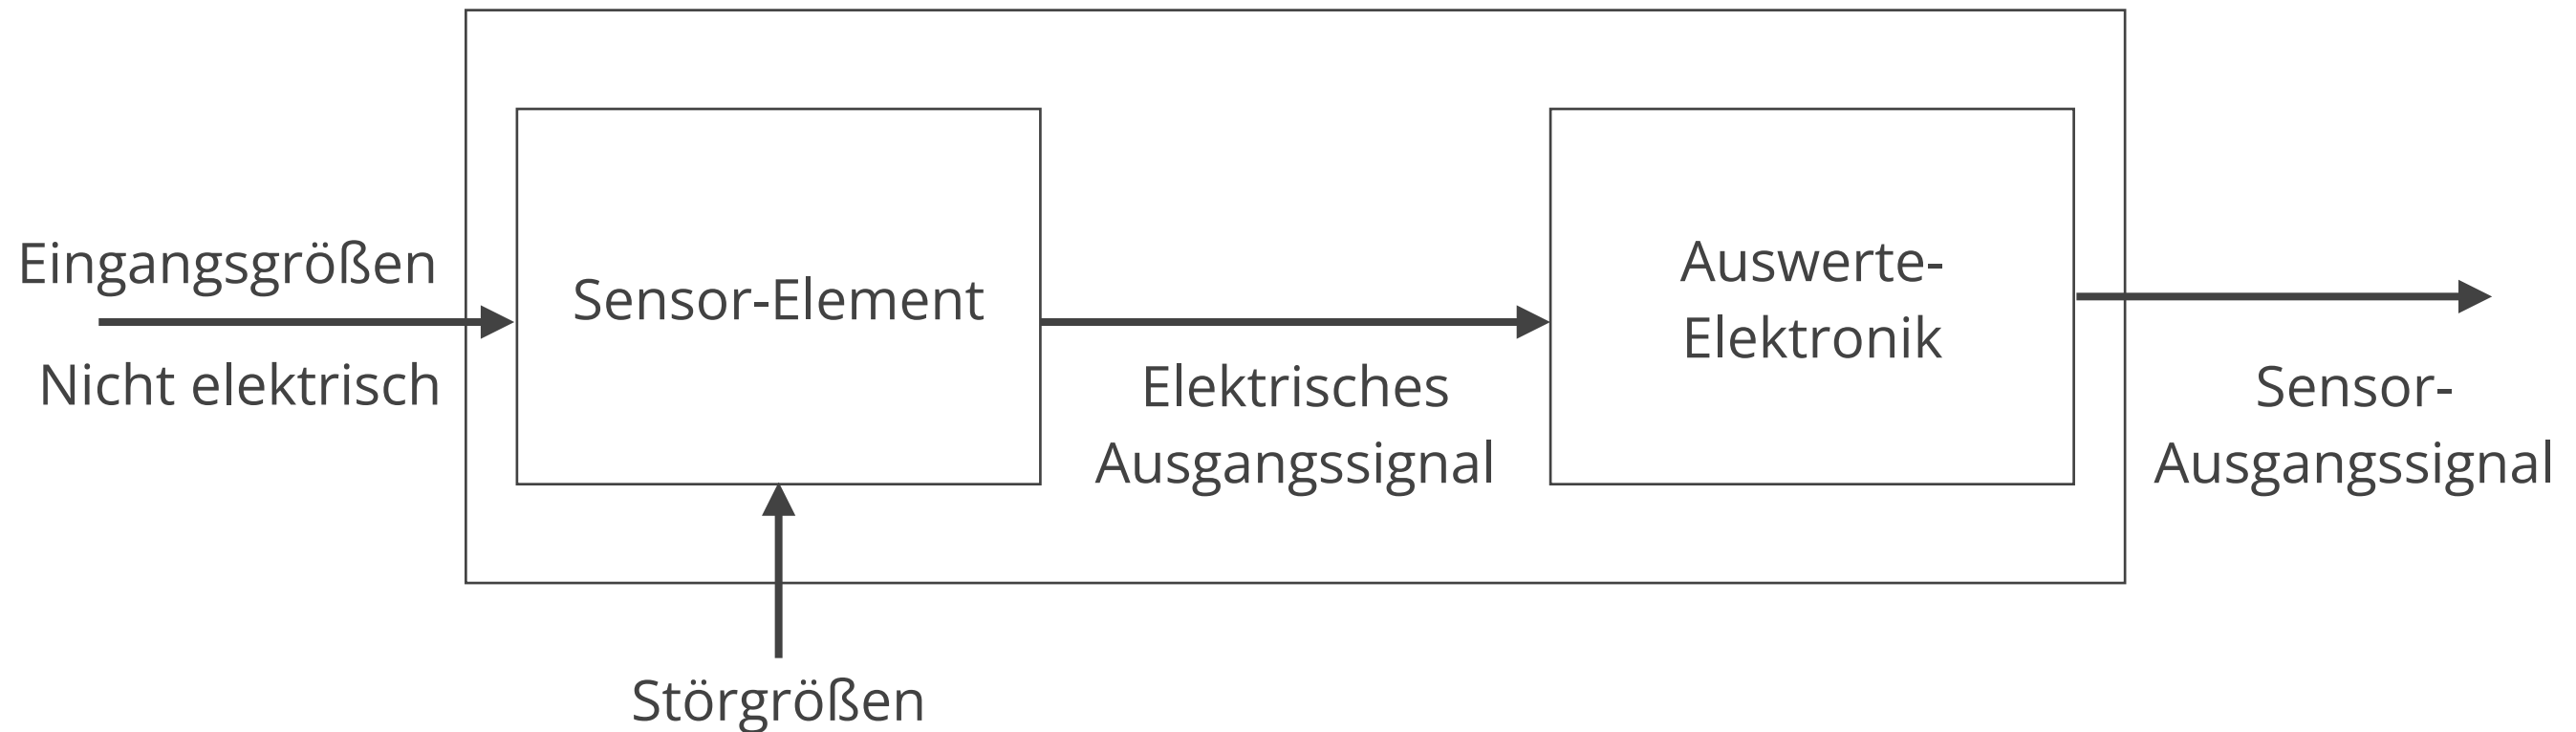 Eingangsgrößen
Nicht elektrisch
Sensor-Element
Störgrößen
Elektrisches
Ausgangssignal
Auswerte-
Elektronik
Sensor-
Ausgangssignal